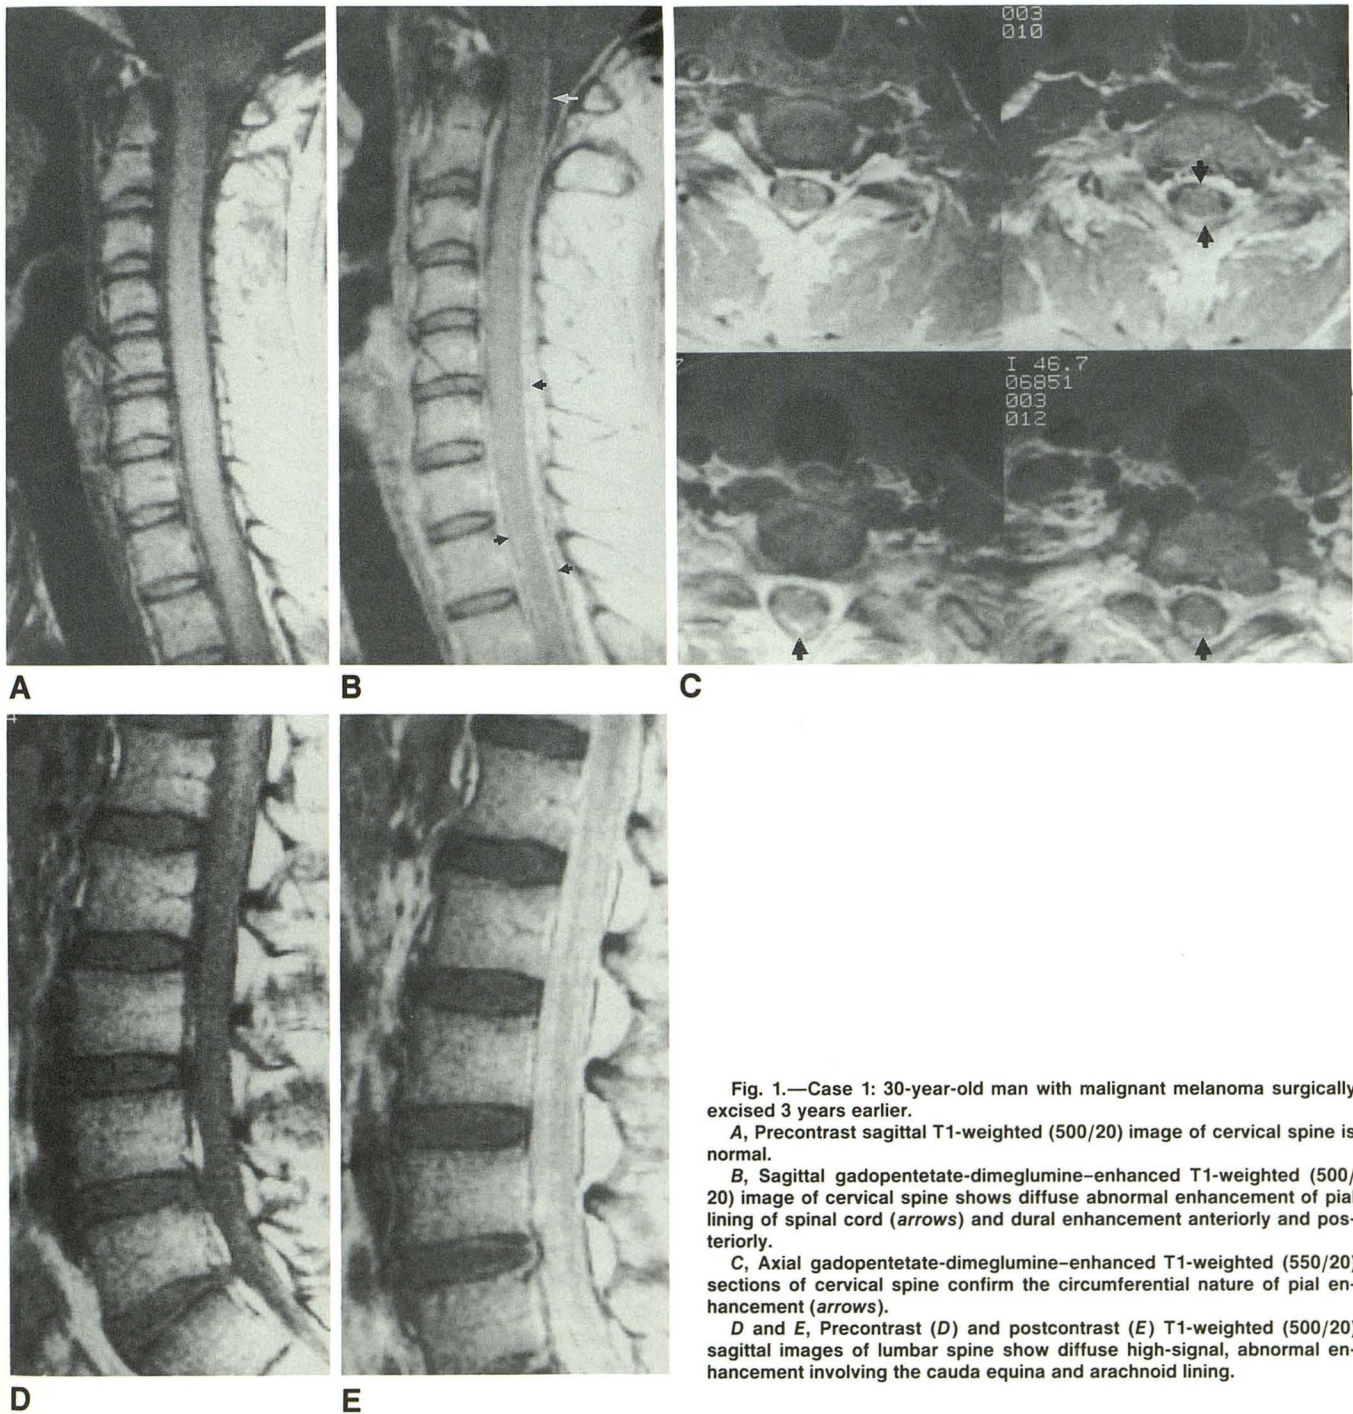 003
010
I 46.7
06851
003
012
A
B
C
D
E
Fig. 1.—Case 1: 30-year-old man with malignant melanoma surgically
excised 3 years earlier.
A, Precontrast sagittal T1-weighted (500/20) image of cervical spine is
normal.
B, Sagittal gadopentetate-dimeglumine–enhanced T1-weighted (500/
20) image of cervical spine shows diffuse abnormal enhancement of pial
lining of spinal cord (arrows) and dural enhancement anteriorly and pos-
teriorly.
C, Axial gadopentetate-dimeglumine–enhanced T1-weighted (550/20)
sections of cervical spine confirm the circumferential nature of pial en-
hancement (arrows).
D and E, Precontrast (D) and postcontrast (E) T1-weighted (500/20)
sagittal images of lumbar spine show diffuse high-signal, abnormal en-
hancement involving the cauda equina and arachnoid lining.